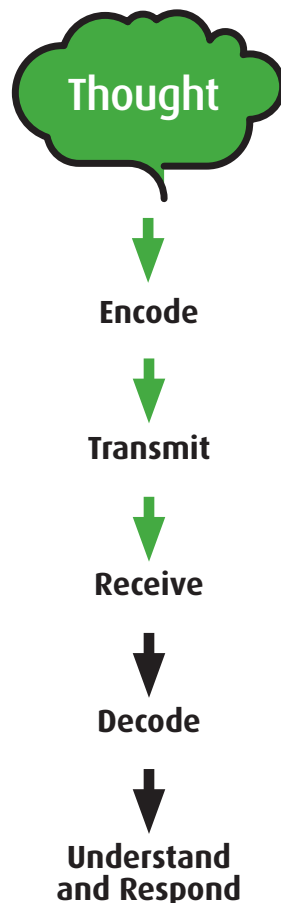 Thought
Encode
Transmit
Receive
Decode
Understand
and Respond